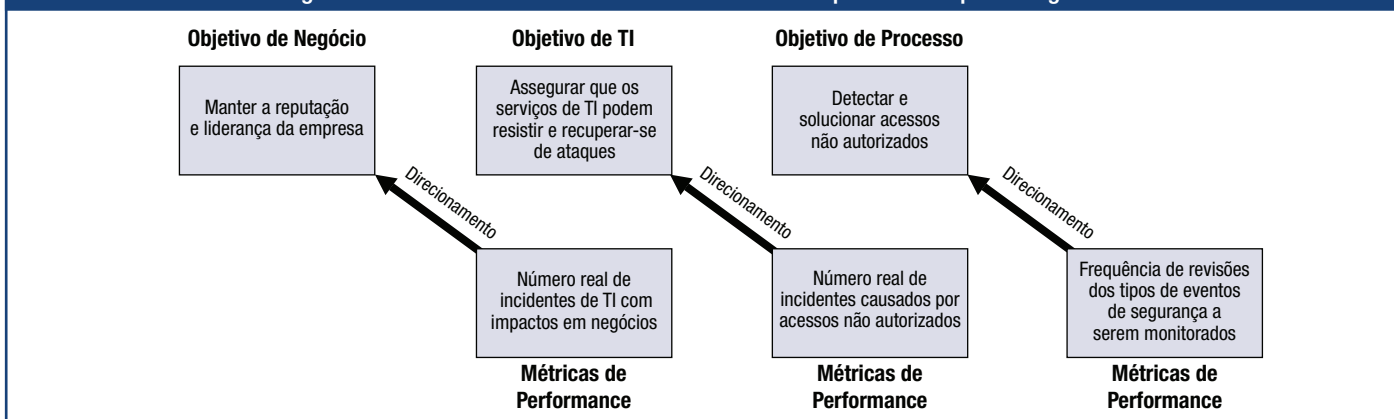 Objetivo de Negócio
Objetivo de TI
Objetivo de Processo
Manter a reputação
e liderança da empresa
Assegurar que os
serviços de TI podem
resistir e recuperar-se
de ataques
Detectar e
solucionar acessos
não autorizados
Direcionamento
Direcionamento
Direcionamento
Número real de
incidentes de TI com
impactos em negócios
Número real de
incidentes causados por
acessos não autorizados
Frequência de revisões
dos tipos de eventos
de segurança a
serem monitorados
Métricas de
Performance
Métricas de
Performance
Métricas de
Performance